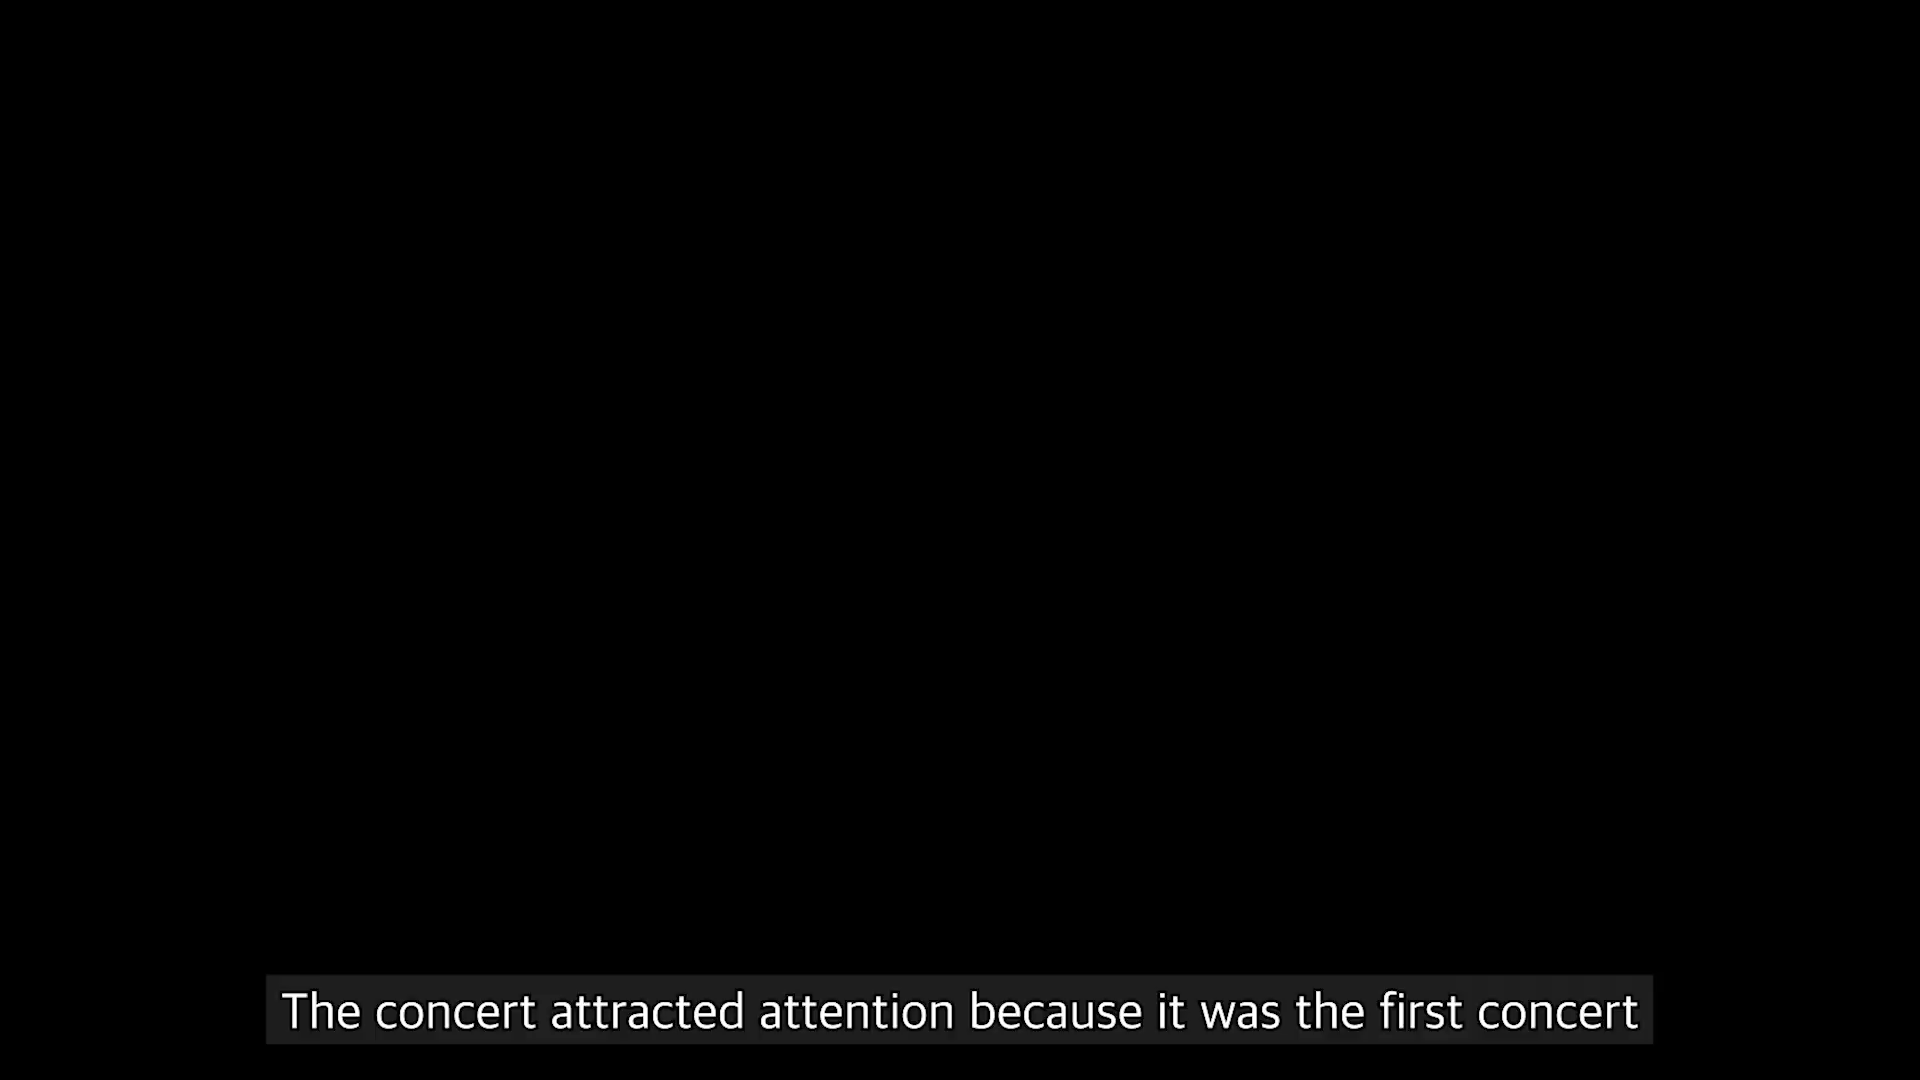 The concert attracted attention because it was the first concert